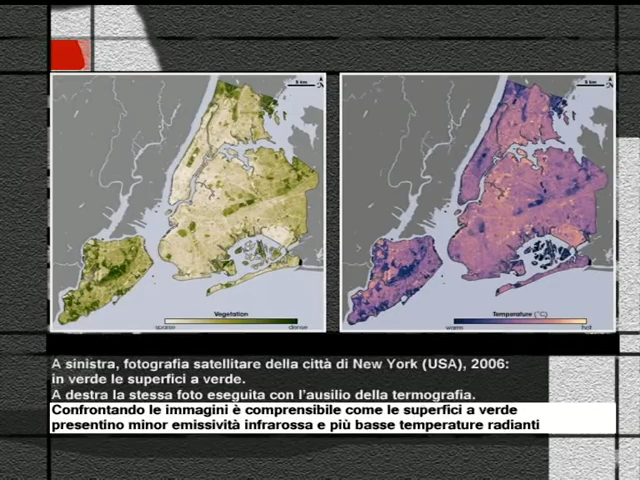 5 km
N
5 km
N
Vegetation
sparse
dense
Temperature (°C)
warm
hot
A sinistra, fotografia satellitare della città di New York (USA), 2006:
in verde le superfici a verde.
A destra la stessa foto eseguita con l'ausilio della termografia.
Confrontando le immagini è comprensibile come le superfici a verde
presentino minor emissività infrarossa e più basse temperature radianti